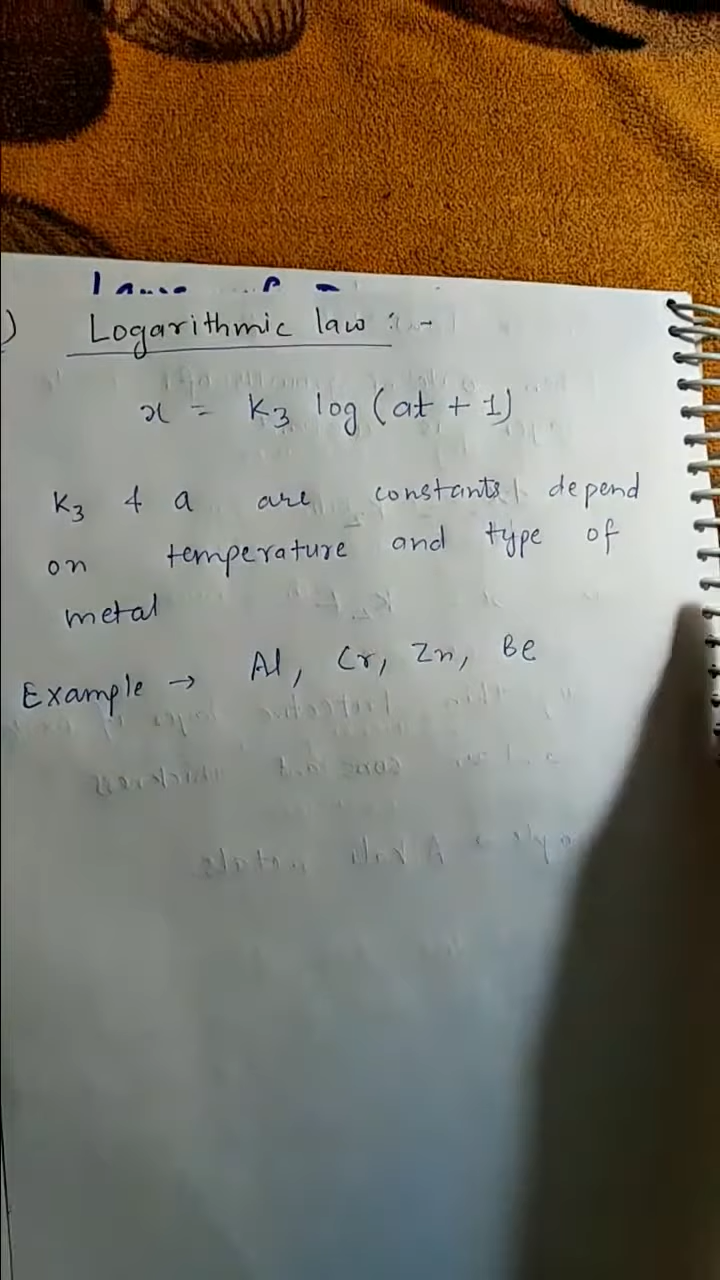 ) Logarithmic law :-
x = K3 log (at + 1)
K3 & a are constants depend
on temperature and type of
metal
Example → Al, Cr, Zn, Be